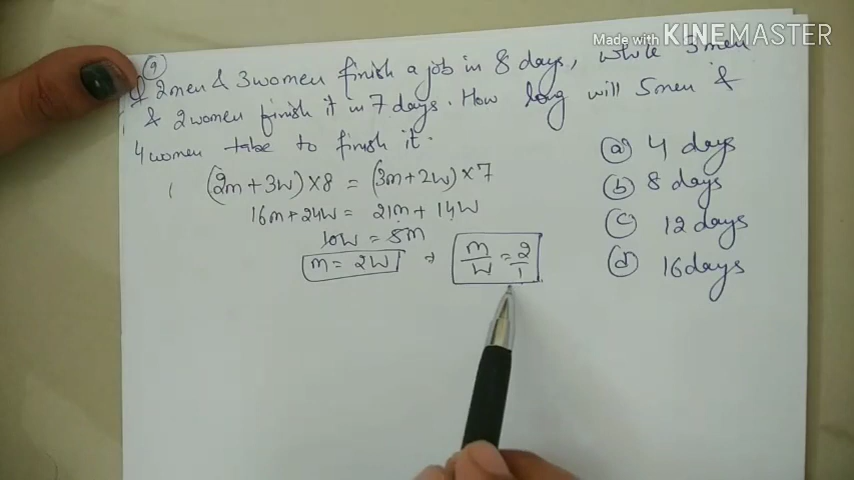 Made with KINEMASTER
9
If 2men & 3women finish a job in 8 days, while 3men
& 2women finish it in 7 days. How long will 5men &
4women take to finish it.
(2m+3w)×8 = (3m+2w)×7
16m+24w = 21m+14w
10w = 5m
m = 2w ⇒ m/w = 2/1
(a) 4 days
(b) 8 days
(c) 12 days
(d) 16 days